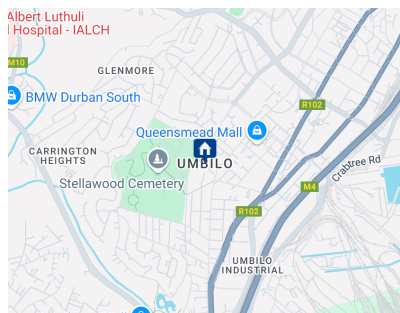 Albert Luthuli
l Hospital - IALCH
M10
GLENMORE
BMW Durban South
R102
Queensmead Mall
CARRINGTON
HEIGHTS
UMBILO
Crabtree Rd
Stellawood Cemetery
M4
R102
UMBILO
INDUSTRIAL